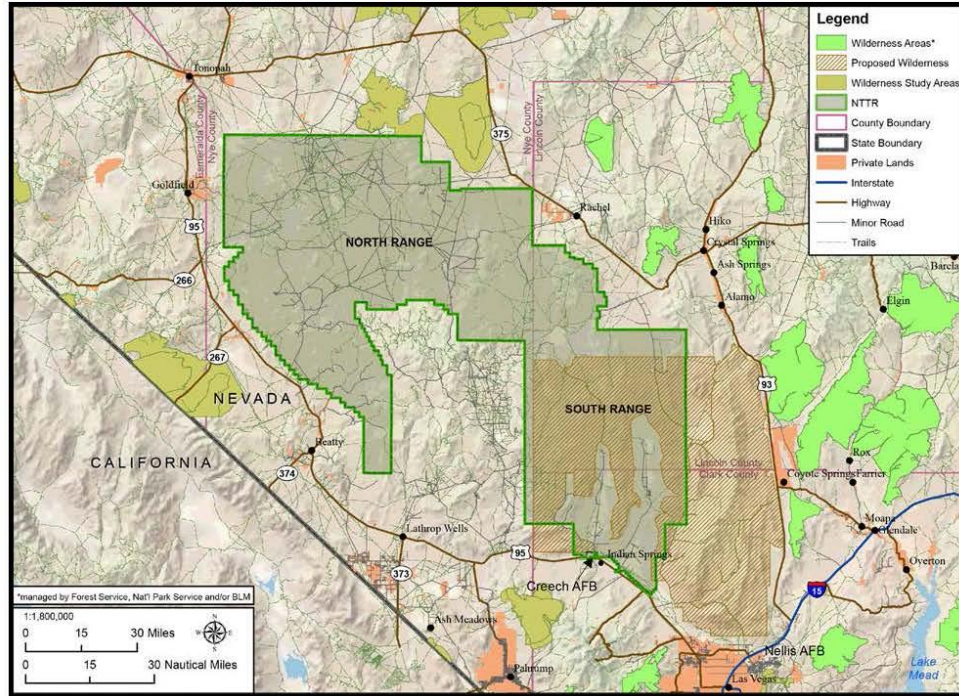 Legend
Wilderness Areas*
Proposed Wilderness
Wilderness Study Areas
NTTR
County Boundary
State Boundary
Private Lands
Interstate
Highway
Minor Road
Trails
Tonopah
Esmeralda County
Nye County
Nye County
Lincoln County
375
Goldfield
Rachel
95
NORTH RANGE
Hiko
Crystal Springs
Ash Springs
266
Alamo
Elgin
267
93
NEVADA
SOUTH RANGE
Beatty
CALIFORNIA
374
Lincoln County
Clark County
Rox
Coyote Springs
Farrier
Moapa
Glendale
Lathrop Wells
95
Indian Springs
Creech AFB
Overton
373
15
*managed by Forest Service, Nat'l Park Service and/or BLM
1:1,800,000
0 15 30 Miles
N
W E
S
0 15 30 Nautical Miles
Ash Meadows
Nellis AFB
Pahrump
Las Vegas
Lake
Mead